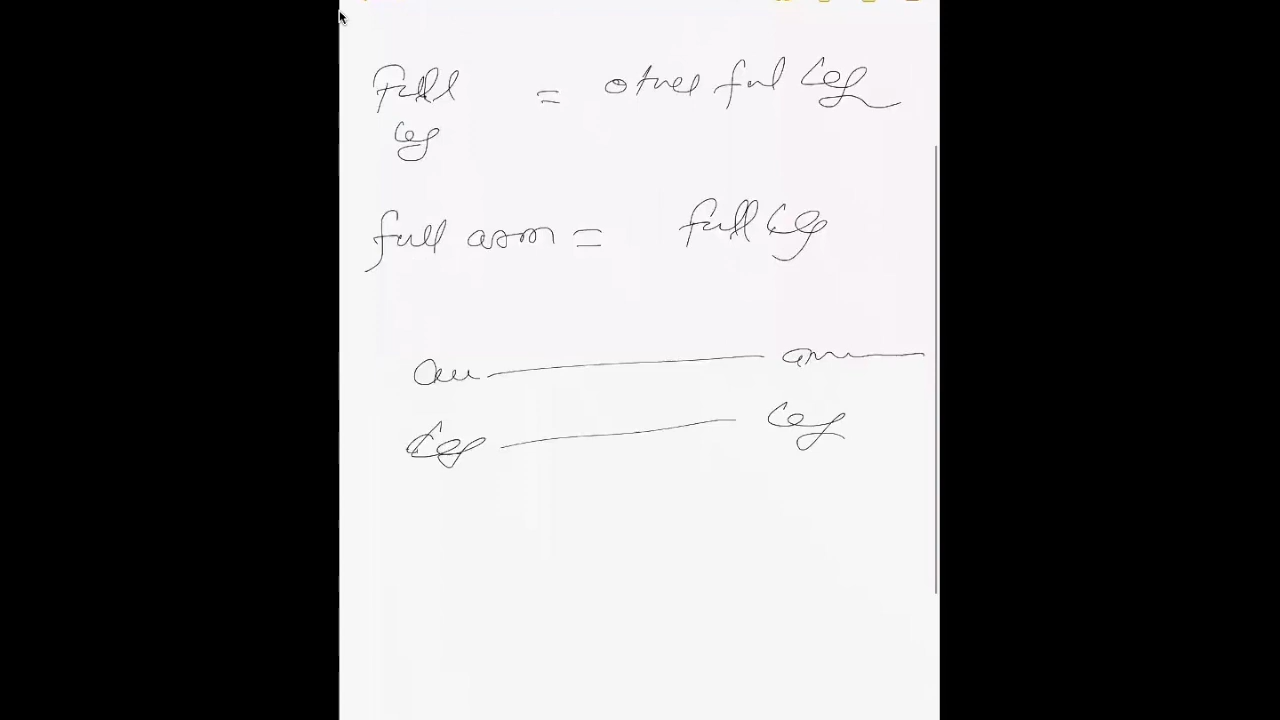 Full = other full leg
leg
full arm = full leg
arm — arm —
leg — leg